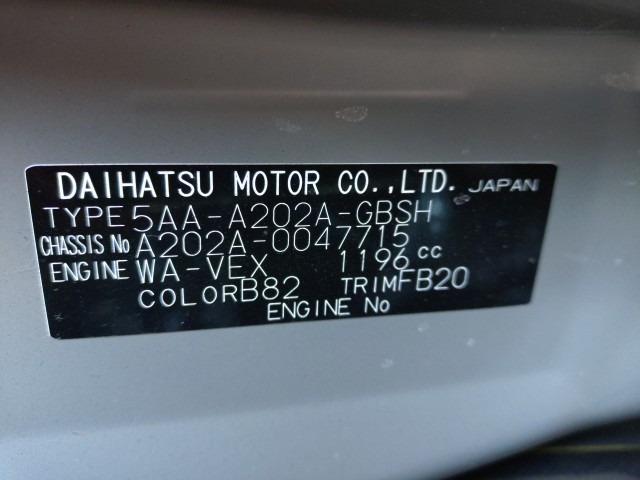 DAIHATSU MOTOR CO.,LTD. JAPAN
TYPE 5AA-A202A-GBSH
CHASSIS No A202A-0047715
ENGINE WA-VEX 1196 cc
COLOR B82 TRIM FB20
ENGINE No